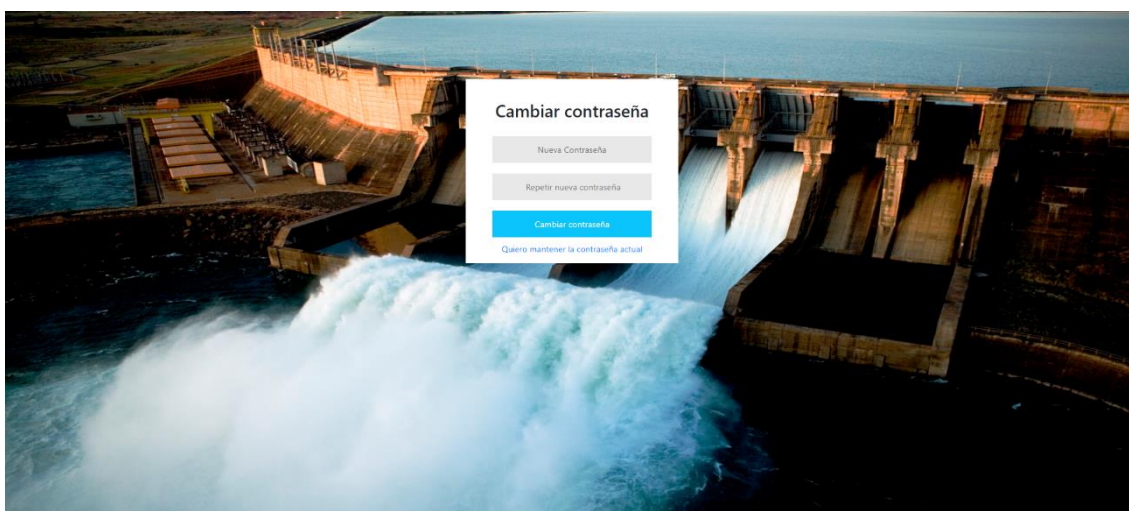 Cambiar contraseña
Nueva Contraseña
Repetir nueva contraseña
Cambiar contraseña
Quiero mantener la contraseña actual